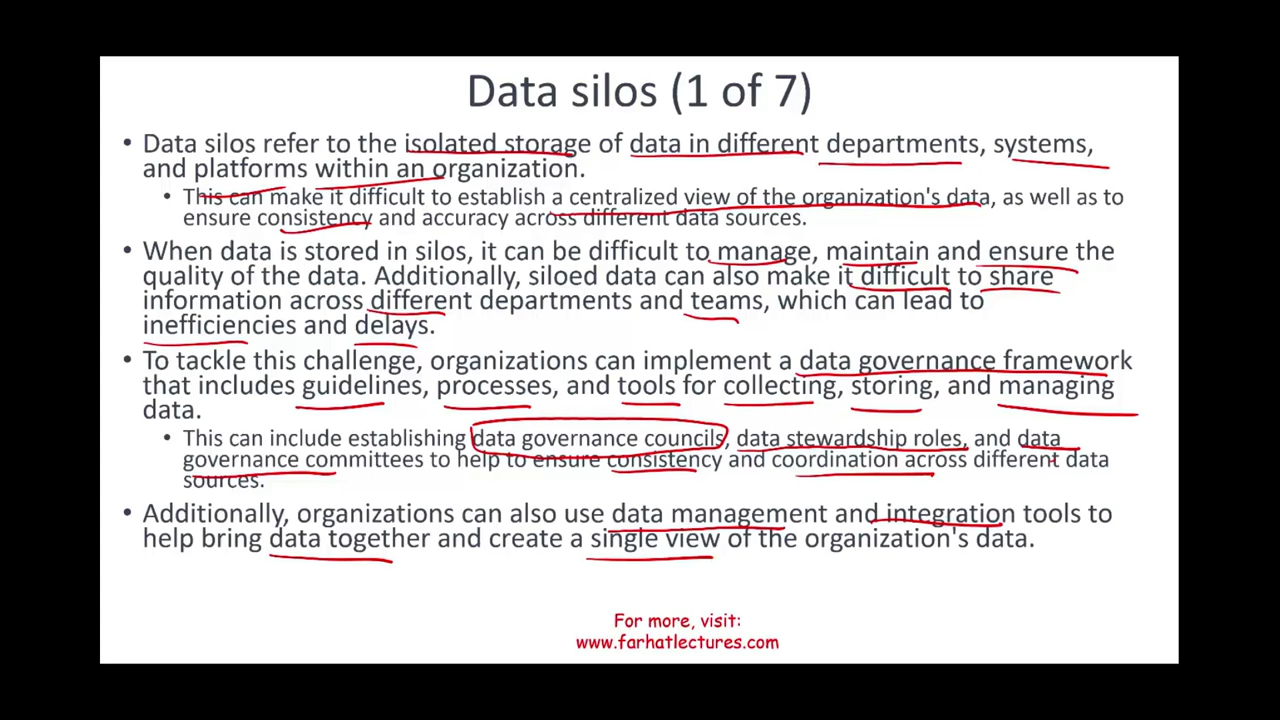 Data silos (1 of 7)
• Data silos refer to the isolated storage of data in different departments, systems,
and platforms within an organization.
• This can make it difficult to establish a centralized view of the organization's data, as well as to
ensure consistency and accuracy across different data sources.
• When data is stored in silos, it can be difficult to manage, maintain and ensure the
quality of the data. Additionally, siloed data can also make it difficult to share
information across different departments and teams, which can lead to
inefficiencies and delays.
• To tackle this challenge, organizations can implement a data governance framework
that includes guidelines, processes, and tools for collecting, storing, and managing
data.
• This can include establishing data governance councils, data stewardship roles, and data
governance committees to help to ensure consistency and coordination across different data
sources.
• Additionally, organizations can also use data management and integration tools to
help bring data together and create a single view of the organization's data.
For more, visit:
www.farhatlectures.com